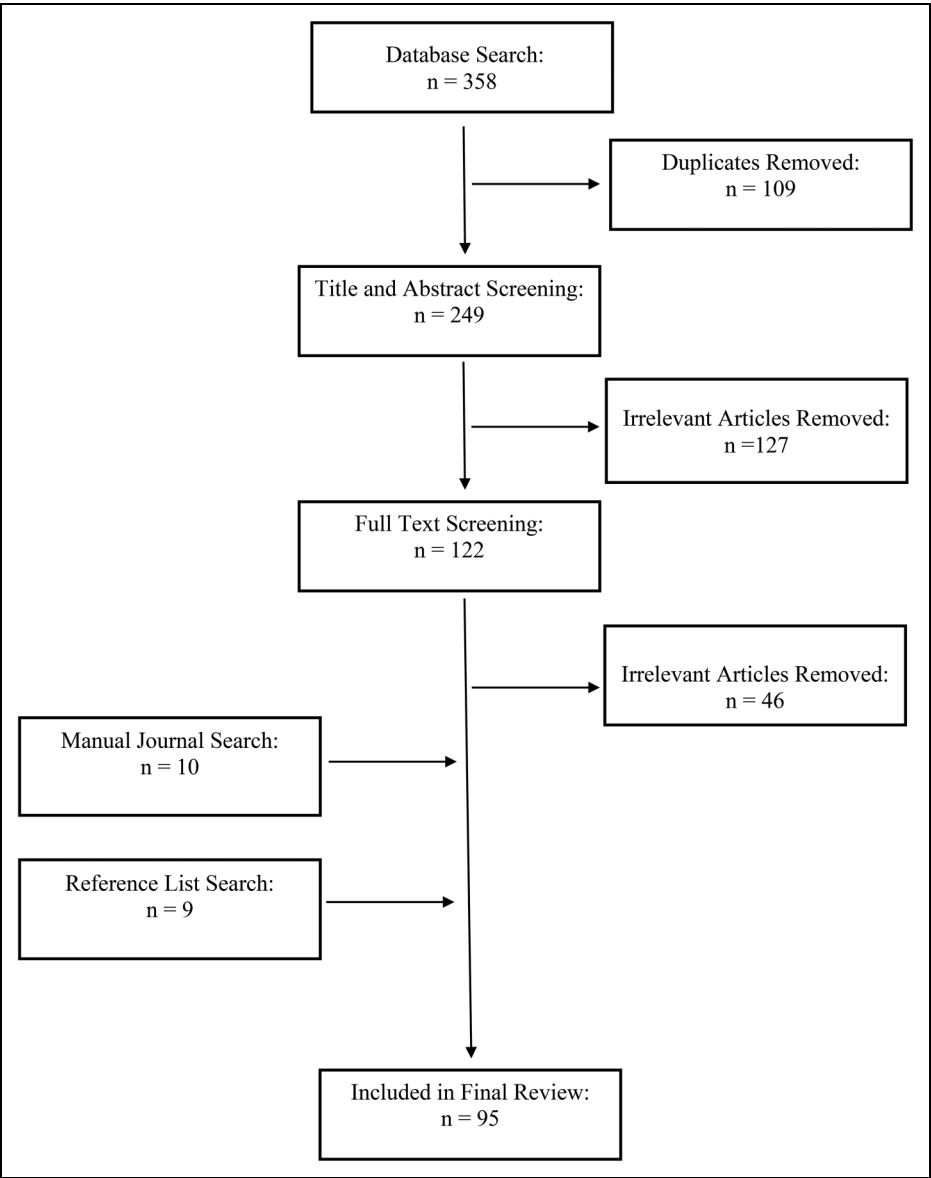 Database Search:
n = 358
Duplicates Removed:
n = 109
Title and Abstract Screening:
n = 249
Irrelevant Articles Removed:
n =127
Full Text Screening:
n = 122
Irrelevant Articles Removed:
n = 46
Manual Journal Search:
n = 10
Reference List Search:
n = 9
Included in Final Review:
n = 95